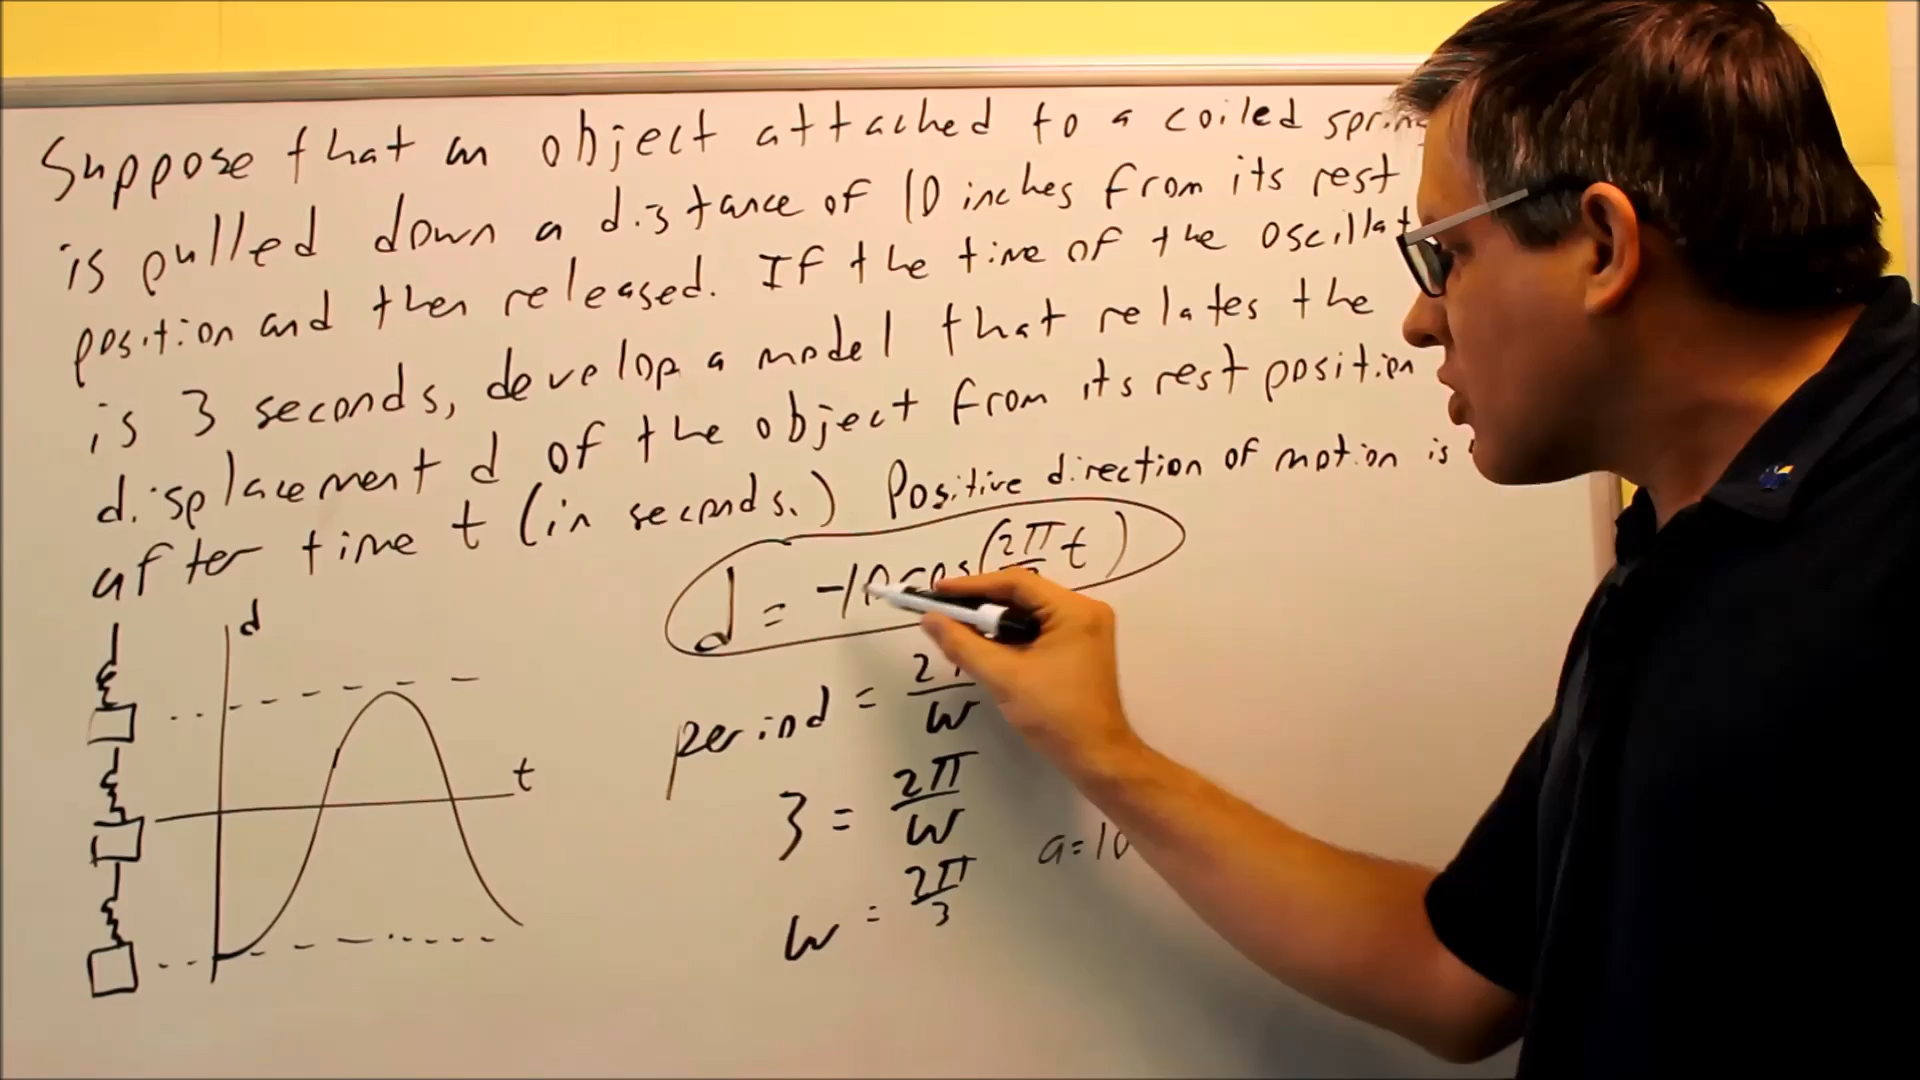 Suppose that an object attached to a coiled
is pulled down a distance of 10 inches from its rest
position and then released. If the time of the
is 3 seconds, develop a model that relates the
displacement d of the object from its rest position
after time t (in seconds.) Positive direction of motion is
d = -10 cos(2π t)
d
period = 2π/w
t
3 = 2π/w
a=10
w = 2π/3